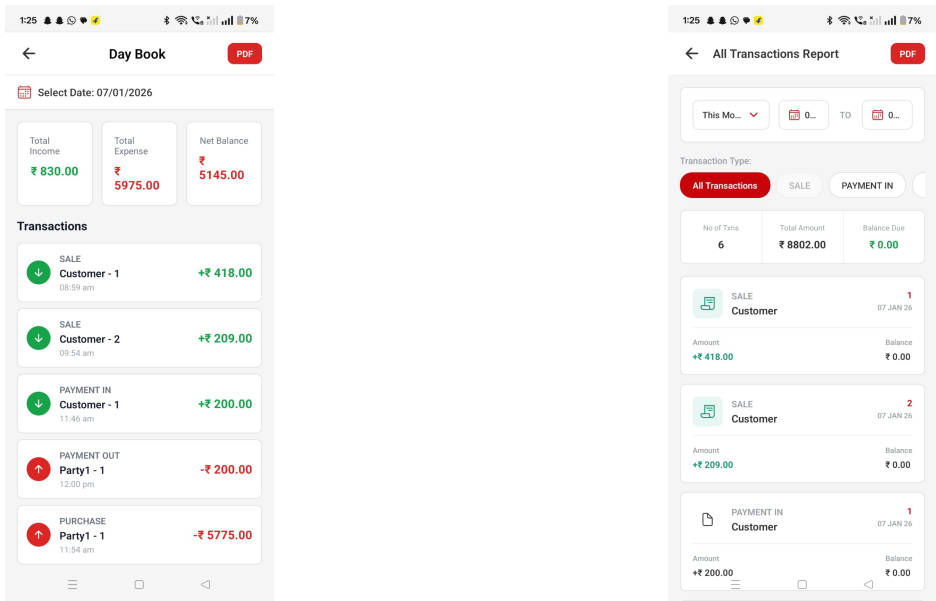 1:25
7%
Day Book
PDF
Select Date: 07/01/2026
Total
Income
₹ 830.00
Total
Expense
₹
5975.00
Net Balance
₹
5145.00
Transactions
SALE
Customer - 1
08:59 am
+₹ 418.00
SALE
Customer - 2
09:54 am
+₹ 209.00
PAYMENT IN
Customer - 1
11:46 am
+₹ 200.00
PAYMENT OUT
Party1 - 1
12:00 pm
-₹ 200.00
PURCHASE
Party1 - 1
11:54 am
-₹ 5775.00
1:25
7%
All Transactions Report
PDF
This Mo...
0...
TO
0...
Transaction Type:
All Transactions
SALE
PAYMENT IN
No of Txns
6
Total Amount
₹ 8802.00
Balance Due
₹ 0.00
SALE
Customer
1
07 JAN 26
Amount
+₹ 418.00
Balance
₹ 0.00
SALE
Customer
2
07 JAN 26
Amount
+₹ 209.00
Balance
₹ 0.00
PAYMENT IN
Customer
1
07 JAN 26
Amount
+₹ 200.00
Balance
₹ 0.00